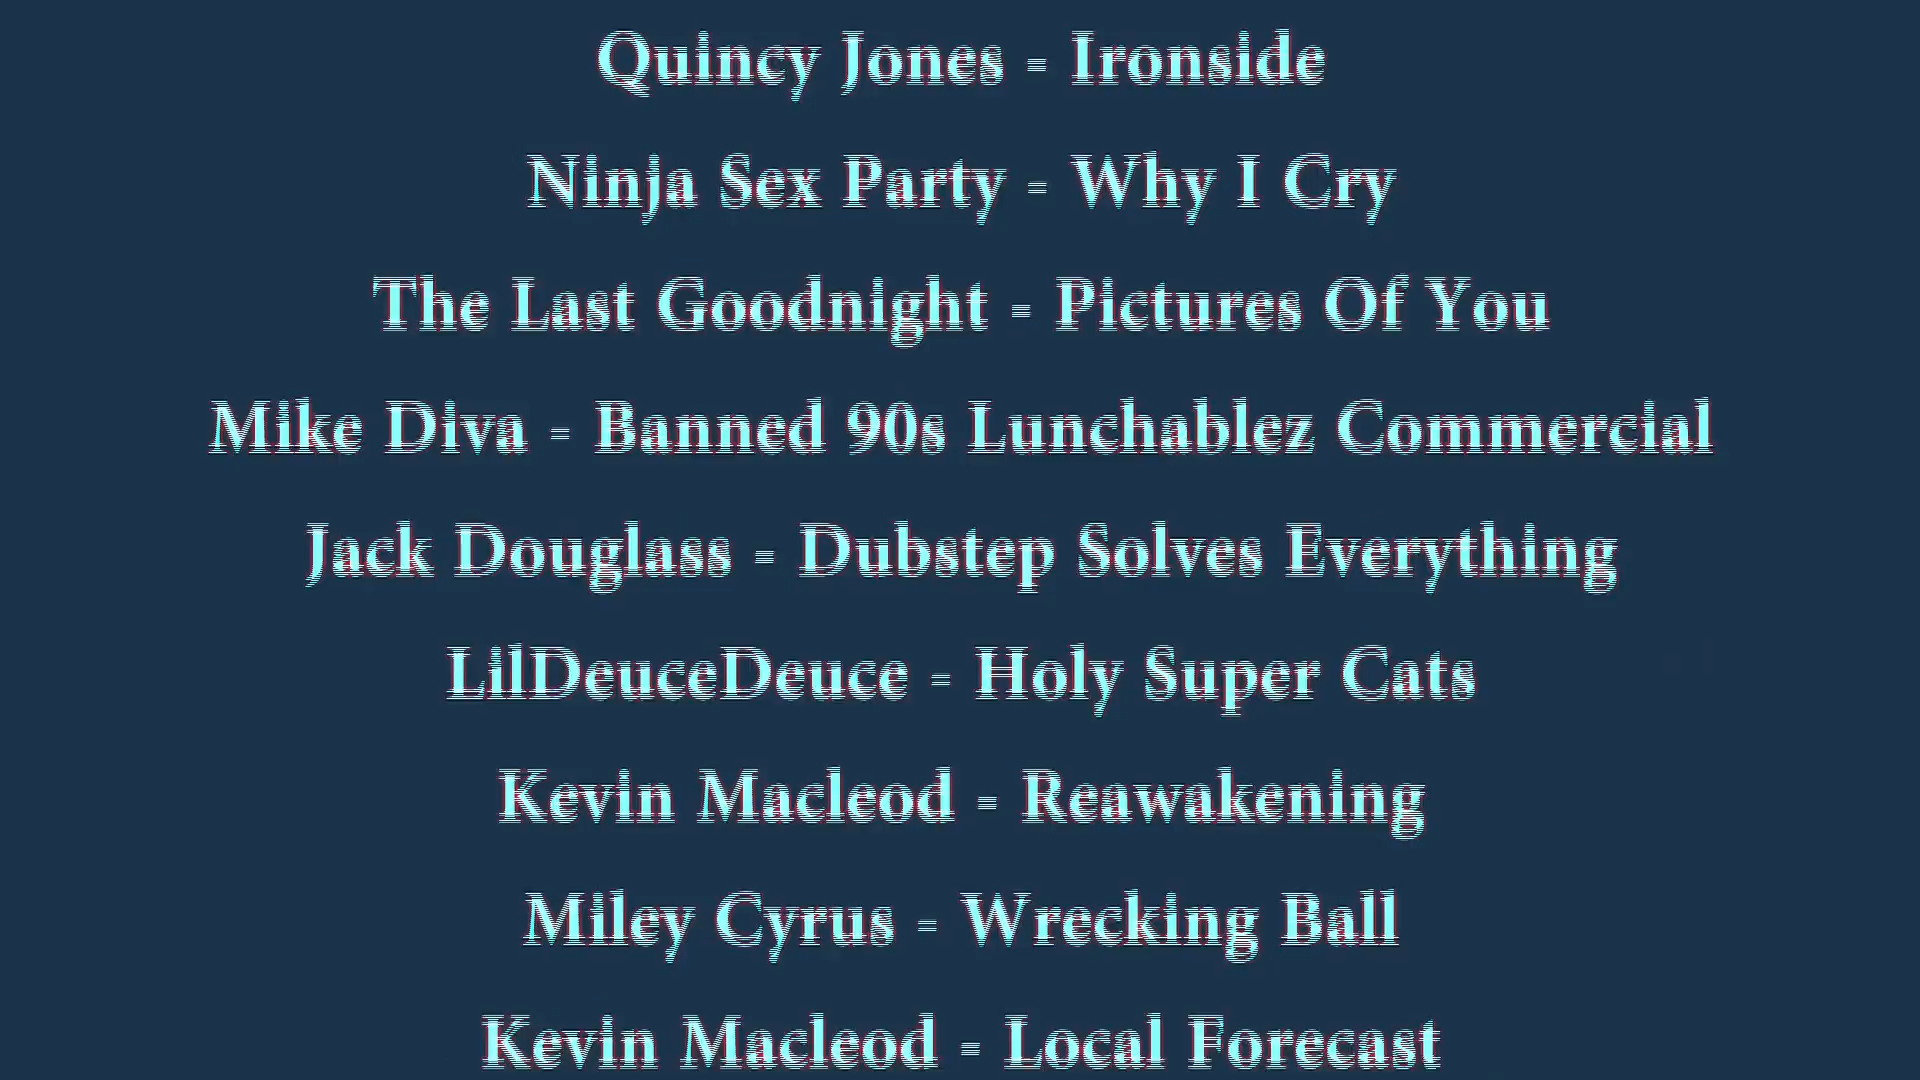 Quincy Jones - Ironside
Ninja Sex Party - Why I Cry
The Last Goodnight - Pictures Of You
Mike Diva - Banned 90s Lunchablez Commercial
Jack Douglass - Dubstep Solves Everything
LilDeuceDeuce - Holy Super Cats
Kevin Macleod - Reawakening
Miley Cyrus - Wrecking Ball
Kevin Macleod - Local Forecast